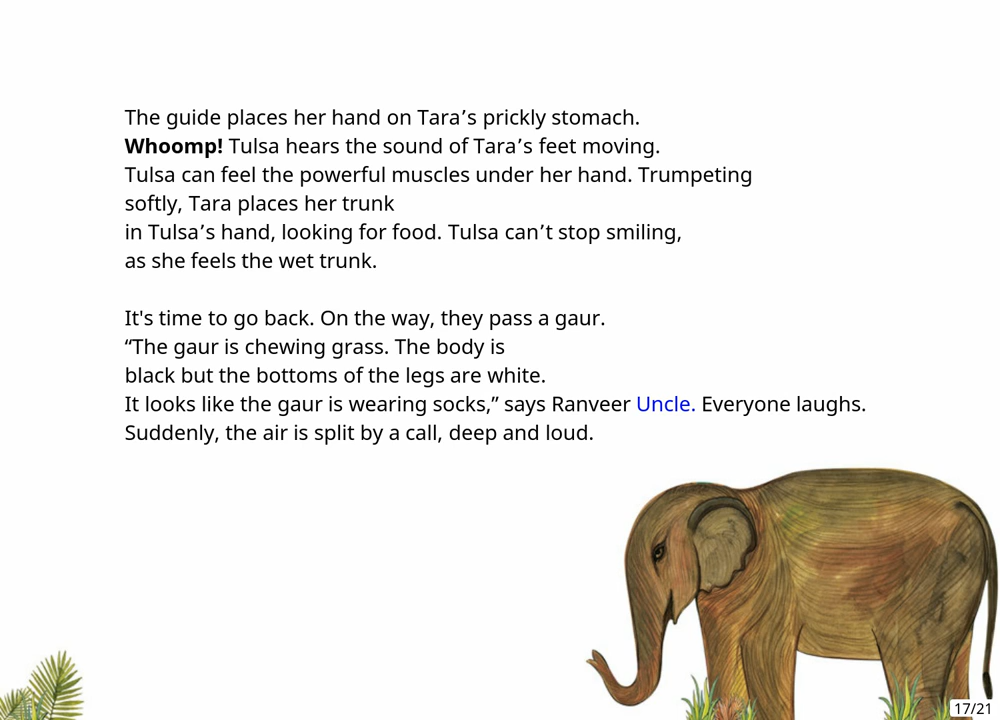 The guide places her hand on Tara’s prickly stomach.
Whoomp! Tulsa hears the sound of Tara’s feet moving.
Tulsa can feel the powerful muscles under her hand. Trumpeting
softly, Tara places her trunk
in Tulsa’s hand, looking for food. Tulsa can’t stop smiling,
as she feels the wet trunk.

It's time to go back. On the way, they pass a gaur.
“The gaur is chewing grass. The body is
black but the bottoms of the legs are white.
It looks like the gaur is wearing socks,” says Ranveer Uncle. Everyone laughs.
Suddenly, the air is split by a call, deep and loud.
17/21